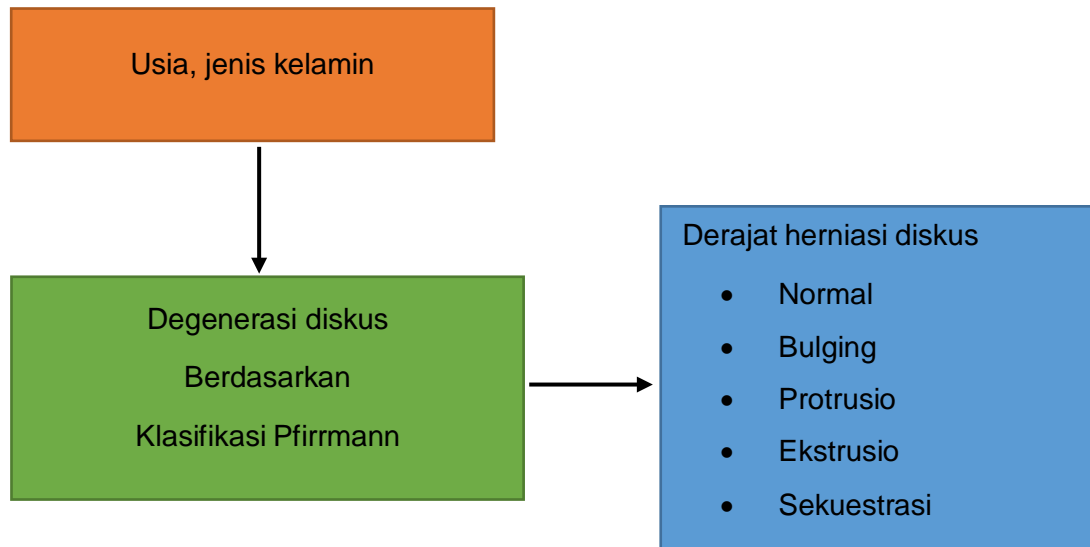 Usia, jenis kelamin
Degenerasi diskus
Berdasarkan
Klasifikasi Pfirrmann
Derajat herniasi diskus
• Normal
• Bulging
• Protrusio
• Ekstrusio
• Sekuestrasi